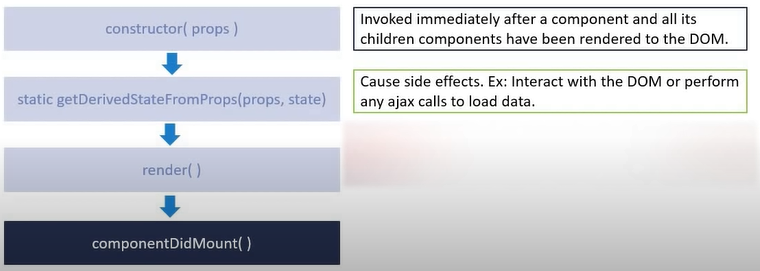 constructor( props )
Invoked immediately after a component and all its
children components have been rendered to the DOM.
static getDerivedStateFromProps(props, state)
Cause side effects. Ex: Interact with the DOM or perform
any ajax calls to load data.
render( )
componentDidMount( )